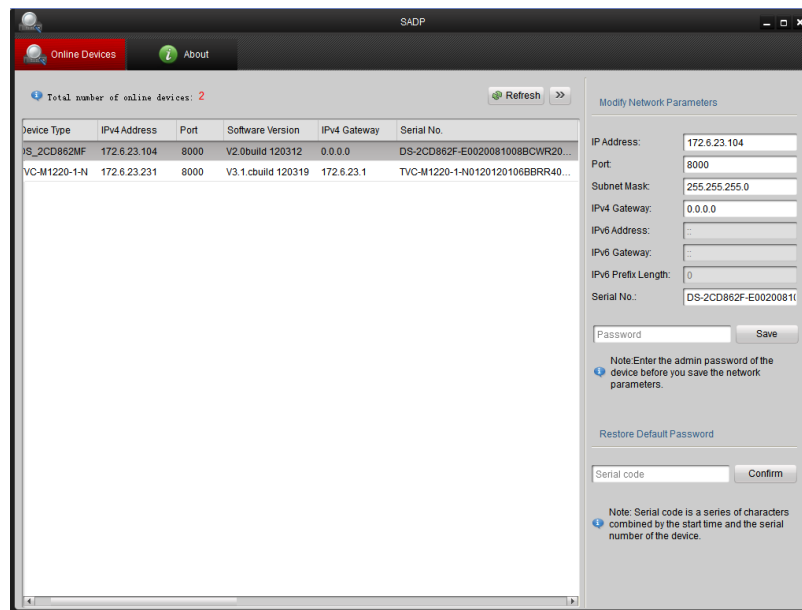 SADP
Online Devices
About
Total number of online devices: 2
Refresh
Device Type IPv4 Address Port Software Version IPv4 Gateway Serial No.
DS_2CD862MF 172.6.23.104 8000 V2.0build 120312 0.0.0.0 DS-2CD862F-E0020081008BCWR20...
VC-M1220-1-N 172.6.23.231 8000 V3.1.cbuild 120319 172.6.23.1 TVC-M1220-1-N0120120106BBRR40...
Modify Network Parameters
IP Address: 172.6.23.104
Port: 8000
Subnet Mask: 255.255.255.0
IPv4 Gateway: 0.0.0.0
IPv6 Address: ::
IPv6 Gateway: ::
IPv6 Prefix Length: 0
Serial No.: DS-2CD862F-E0020081(
Password
Save
Note:Enter the admin password of the
device before you save the network
parameters.
Restore Default Password
Serial code
Confirm
Note: Serial code is a series of characters
combined by the start time and the serial
number of the device.